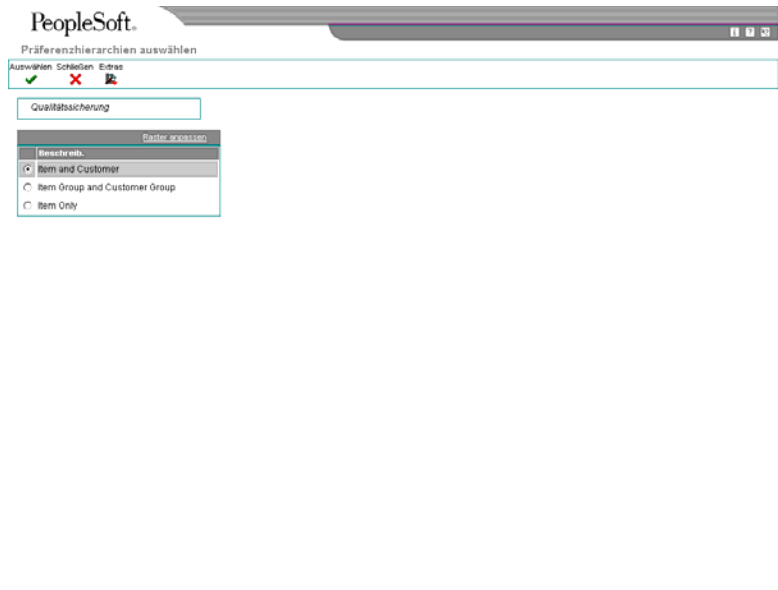 PeopleSoft.
Präferenzhierarchien auswählen
Auswählen Schließen Extras
Qualitätssicherung
Raster anpassen
Beschreib.
Item and Customer
Item Group and Customer Group
Item Only